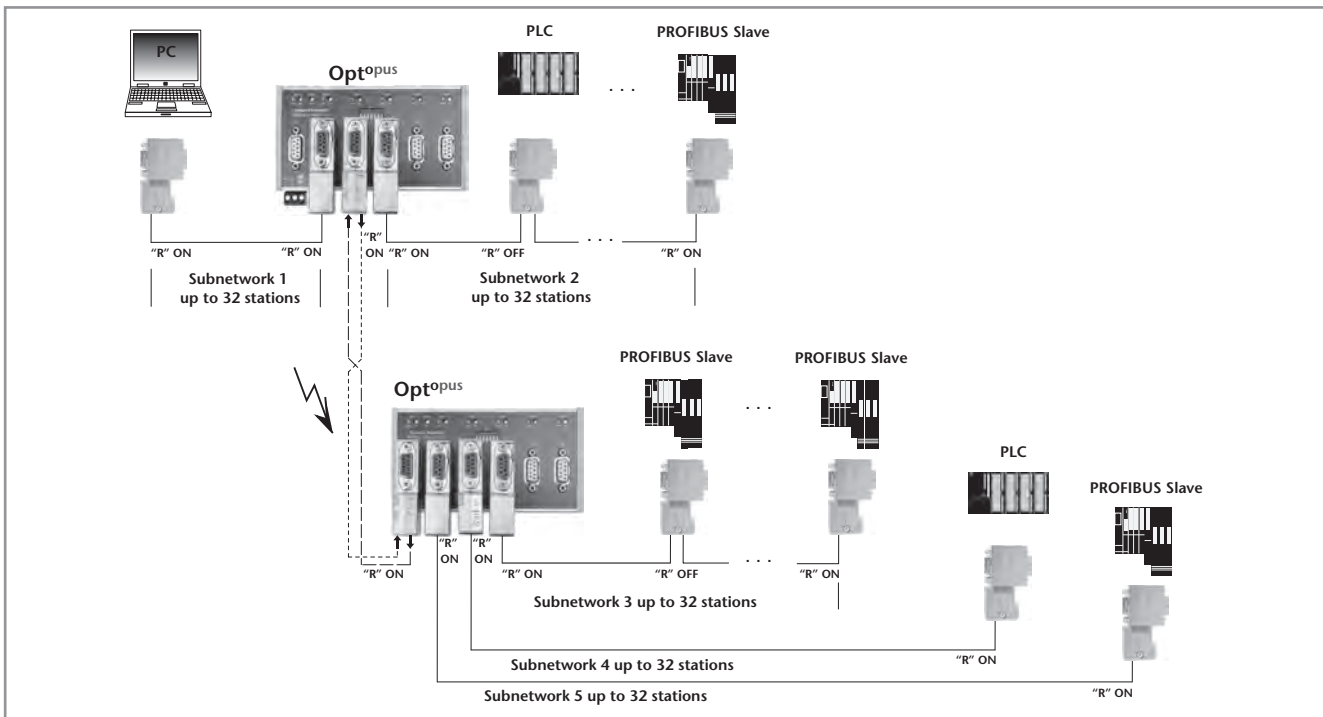 PC
Optopus
PLC
PROFIBUS Slave
. . .
“R” ON
“R” ON
“R”
ON
“R” ON
“R” OFF
. . .
“R” ON
Subnetwork 1
up to 32 stations
Subnetwork 2
up to 32 stations
PROFIBUS Slave
PROFIBUS Slave
Optopus
. . .
PLC
PROFIBUS Slave
“R” ON
“R”
ON
“R”
ON
“R” ON
“R” OFF
. . .
“R” ON
Subnetwork 3 up to 32 stations
Subnetwork 4 up to 32 stations
“R” ON
Subnetwork 5 up to 32 stations
“R” ON